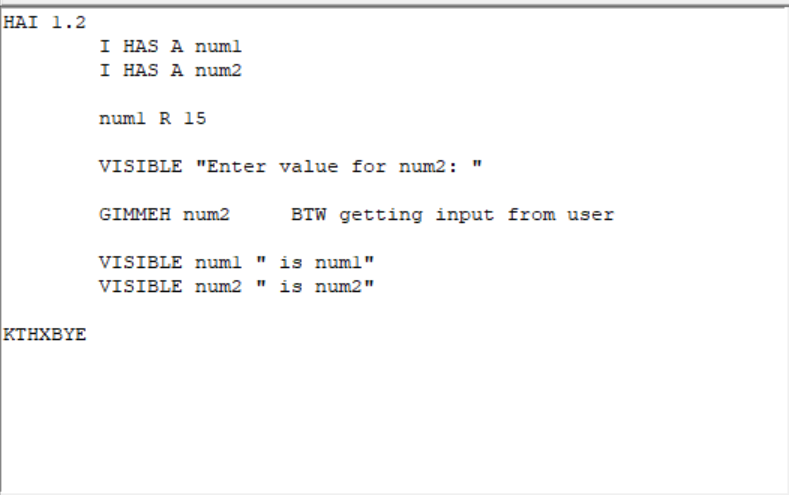 HAI 1.2
I HAS A num1
I HAS A num2
num1 R 15
VISIBLE "Enter value for num2: "
GIMMEH num2     BTW getting input from user
VISIBLE num1 " is num1"
VISIBLE num2 " is num2"
KTHXBYE